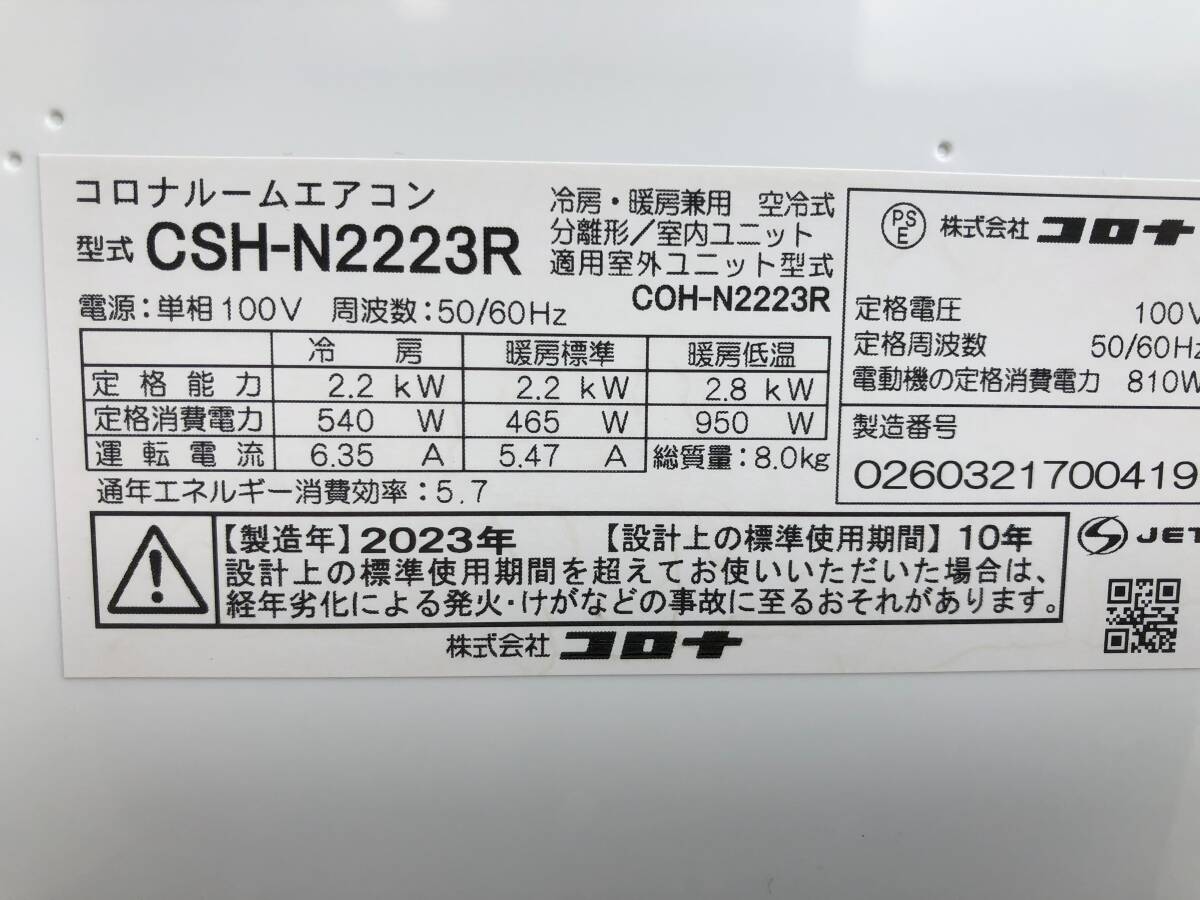 コロナルームエアコン
型式 CSH-N2223R
電源：単相100V 周波数：50/60Hz
冷房・暖房兼用 空冷式
分離形／室内ユニット
適用室外ユニット型式
COH-N2223R
冷 房 暖房標準 暖房低温
定格能力 2.2 kW 2.2 kW 2.8 kW
定格消費電力 540 W 465 W 950 W
運転電流 6.35 A 5.47 A 総質量：8.0kg
通年エネルギー消費効率：5.7
PS
E
株式会社 コロナ
定格電圧 100V
定格周波数 50/60Hz
電動機の定格消費電力 810W
製造番号
02603217004​19
【製造年】2023年 【設計上の標準使用期間】10年
設計上の標準使用期間を超えてお使いいただいた場合は、
経年劣化による発火・けがなどの事故に至るおそれがあります。
JET
株式会社 コロナ